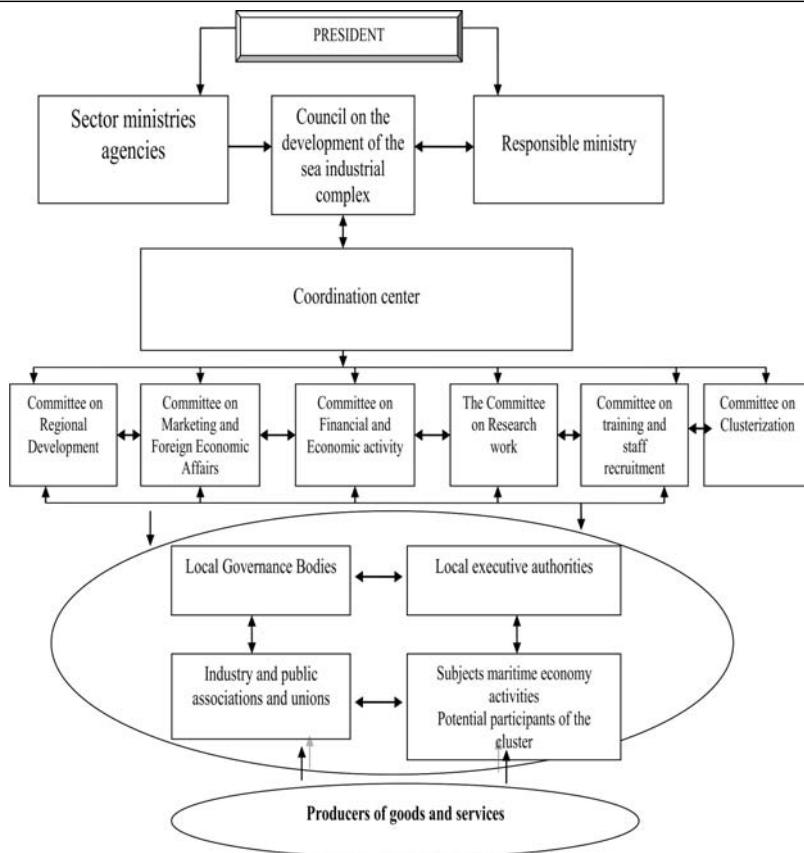 PRESIDENT
Sector ministries
agencies
Council on the
development of the
sea industrial
complex
Responsible ministry
Coordination center
Committee on
Regional
Development
Committee on
Marketing and
Foreign Economic
Affairs
Committee on
Financial and
Economic activity
The Committee
on Research
work
Committee on
training and
staff
recruitment
Committee on
Clusterization
Local Governance Bodies
Local executive authorities
Industry and public
associations and unions
Subjects maritime economy
activities
Potential participants of the
cluster
Producers of goods and services